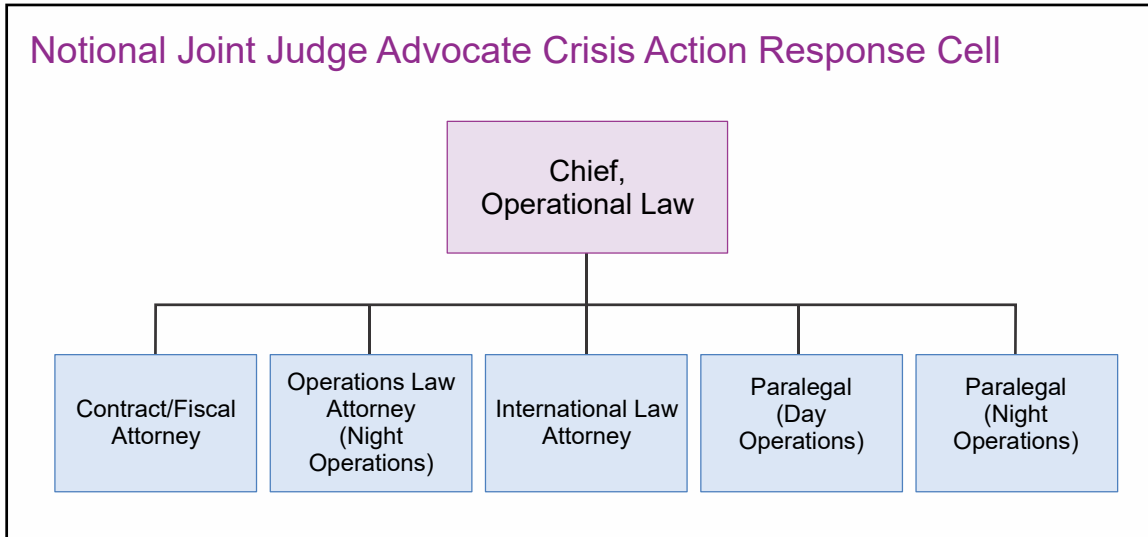 Notional Joint Judge Advocate Crisis Action Response Cell
Chief,
Operational Law
Contract/Fiscal
Attorney
Operations Law
Attorney
(Night
Operations)
International Law
Attorney
Paralegal
(Day
Operations)
Paralegal
(Night
Operations)